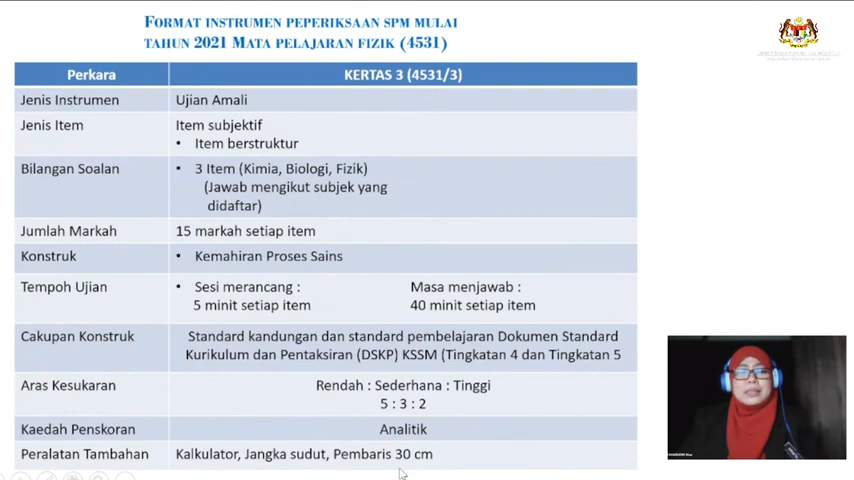 FORMAT INSTRUMEN PEPERIKSAAN SPM MULAI
TAHUN 2021 MATA PELAJARAN FIZIK (4531)
Perkara KERTAS 3 (4531/3)
Jenis Instrumen Ujian Amali
Jenis Item Item subjektif
• Item berstruktur
Bilangan Soalan • 3 Item (Kimia, Biologi, Fizik)
(Jawab mengikut subjek yang
didaftar)
Jumlah Markah 15 markah setiap item
Konstruk • Kemahiran Proses Sains
Tempoh Ujian • Sesi merancang : Masa menjawab :
5 minit setiap item 40 minit setiap item
Cakupan Konstruk Standard kandungan dan standard pembelajaran Dokumen Standard
Kurikulum dan Pentaksiran (DSKP) KSSM (Tingkatan 4 dan Tingkatan 5
Aras Kesukaran Rendah : Sederhana : Tinggi
5 : 3 : 2
Kaedah Penskoran Analitik
Peralatan Tambahan Kalkulator, Jangka sudut, Pembaris 30 cm